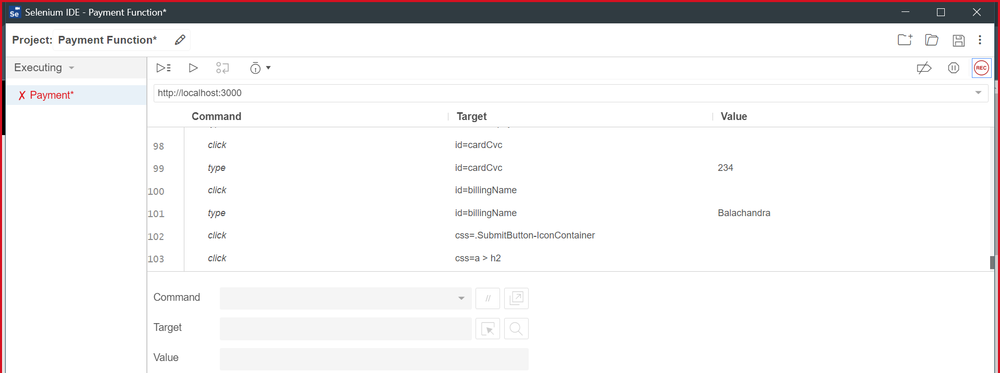 Se Selenium IDE - Payment Function*
Project: Payment Function*
Executing
REC
✗ Payment*
http://localhost:3000
Command Target Value
98 click id=cardCvc
99 type id=cardCvc 234
100 click id=billingName
101 type id=billingName Balachandra
102 click css=.SubmitButton-IconContainer
103 click css=a > h2
Command //
Target
Value